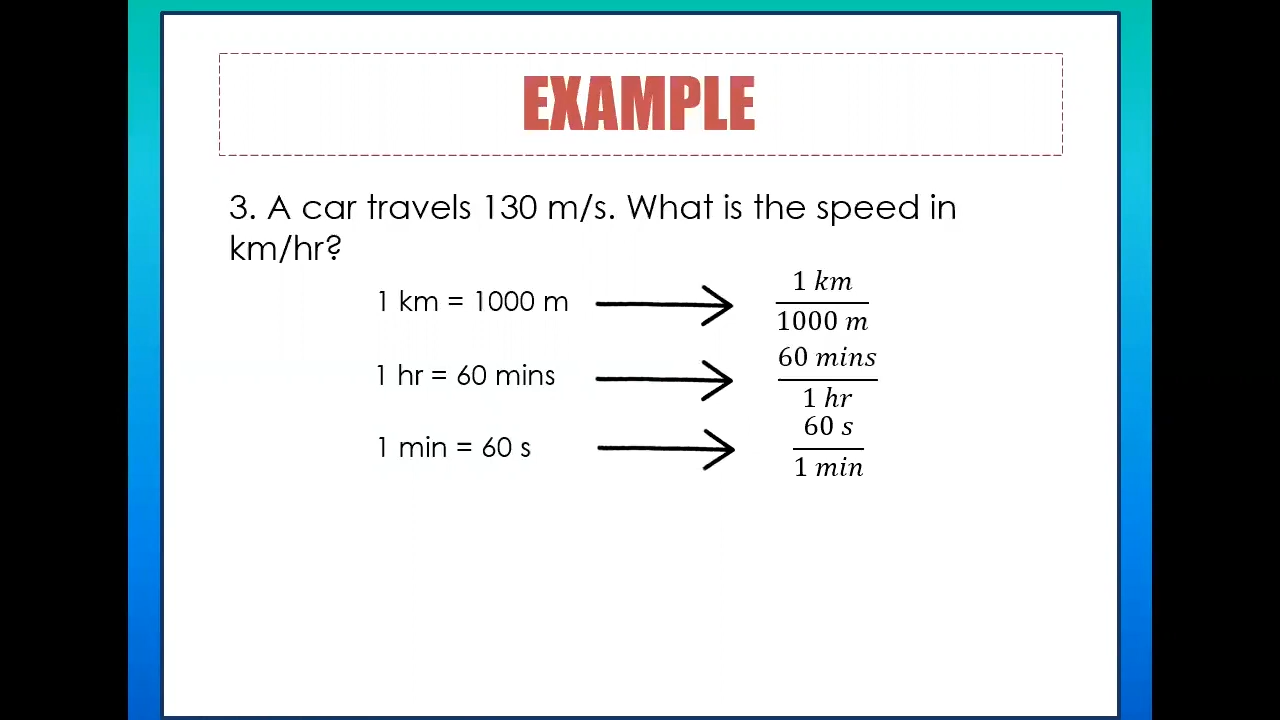 EXAMPLE
3. A car travels 130 m/s. What is the speed in
km/hr?
1 km = 1000 m
1 km
1000 m
1 hr = 60 mins
60 mins
1 hr
1 min = 60 s
60 s
1 min